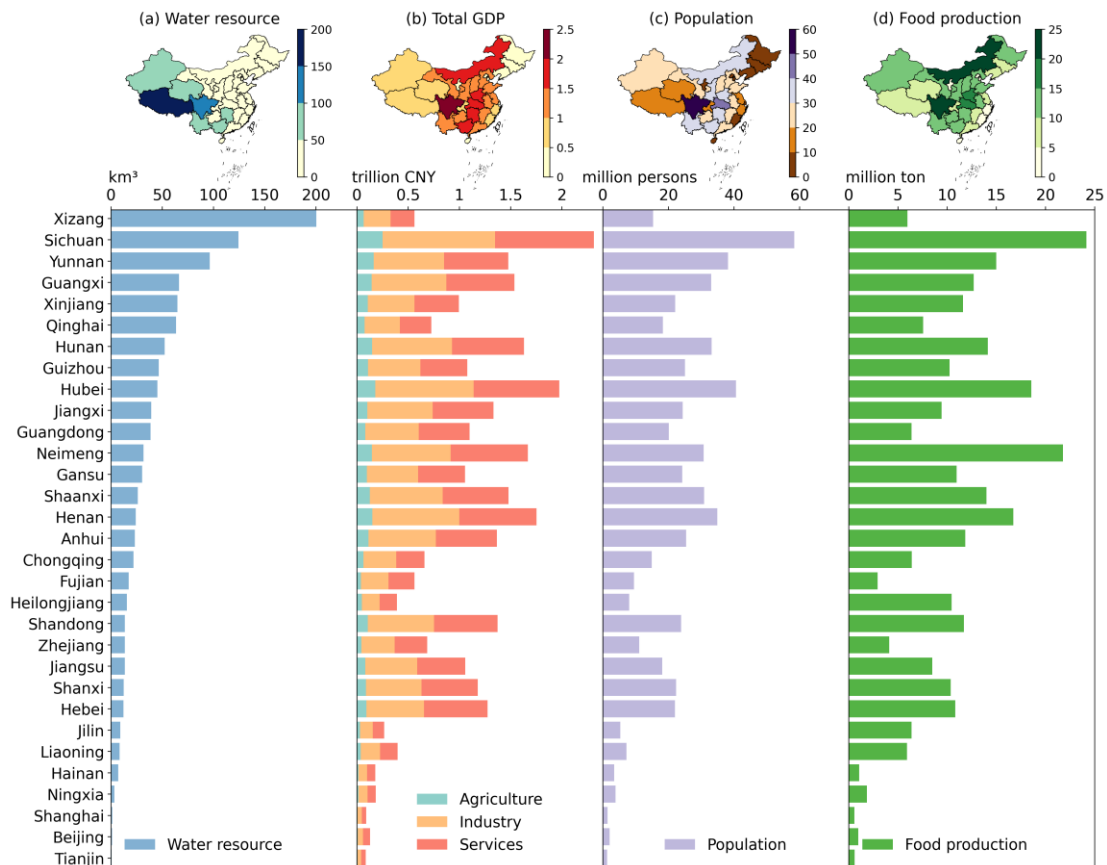 (a) Water resource
200
150
100
50
0
(b) Total GDP
2.5
2
1.5
1
0.5
0
(c) Population
60
50
40
30
20
10
0
(d) Food production
25
20
15
10
5
0
km³
0 50 100 150 200
trillion CNY
0 0.5 1 1.5 2
million persons
0 20 40 60
million ton
0 5 10 15 20 25
Xizang
Sichuan
Yunnan
Guangxi
Xinjiang
Qinghai
Hunan
Guizhou
Hubei
Jiangxi
Guangdong
Neimeng
Gansu
Shaanxi
Henan
Anhui
Chongqing
Fujian
Heilongjiang
Shandong
Zhejiang
Jiangsu
Shanxi
Hebei
Jilin
Liaoning
Hainan
Ningxia
Shanghai
Beijing
Tianjin
Water resource
Agriculture
Industry
Services
Population
Food production